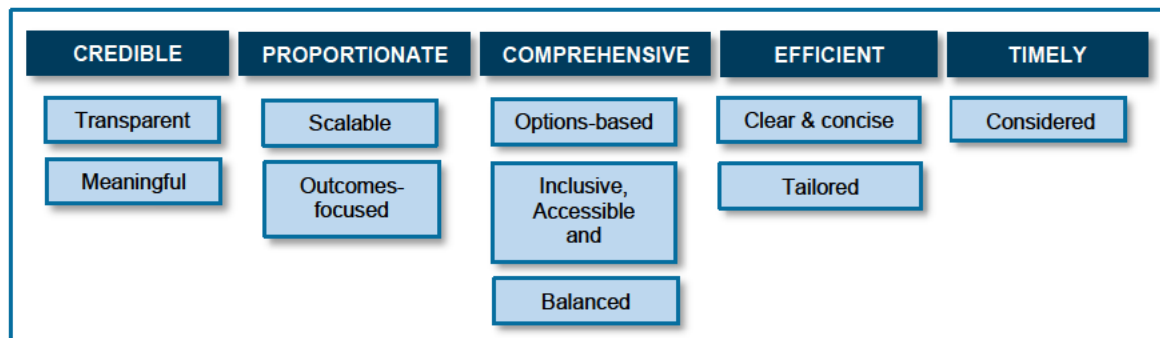 CREDIBLE
Transparent
Meaningful
PROPORTIONATE
Scalable
Outcomes-
focused
COMPREHENSIVE
Options-based
Inclusive,
Accessible
and
Balanced
EFFICIENT
Clear & concise
Tailored
TIMELY
Considered